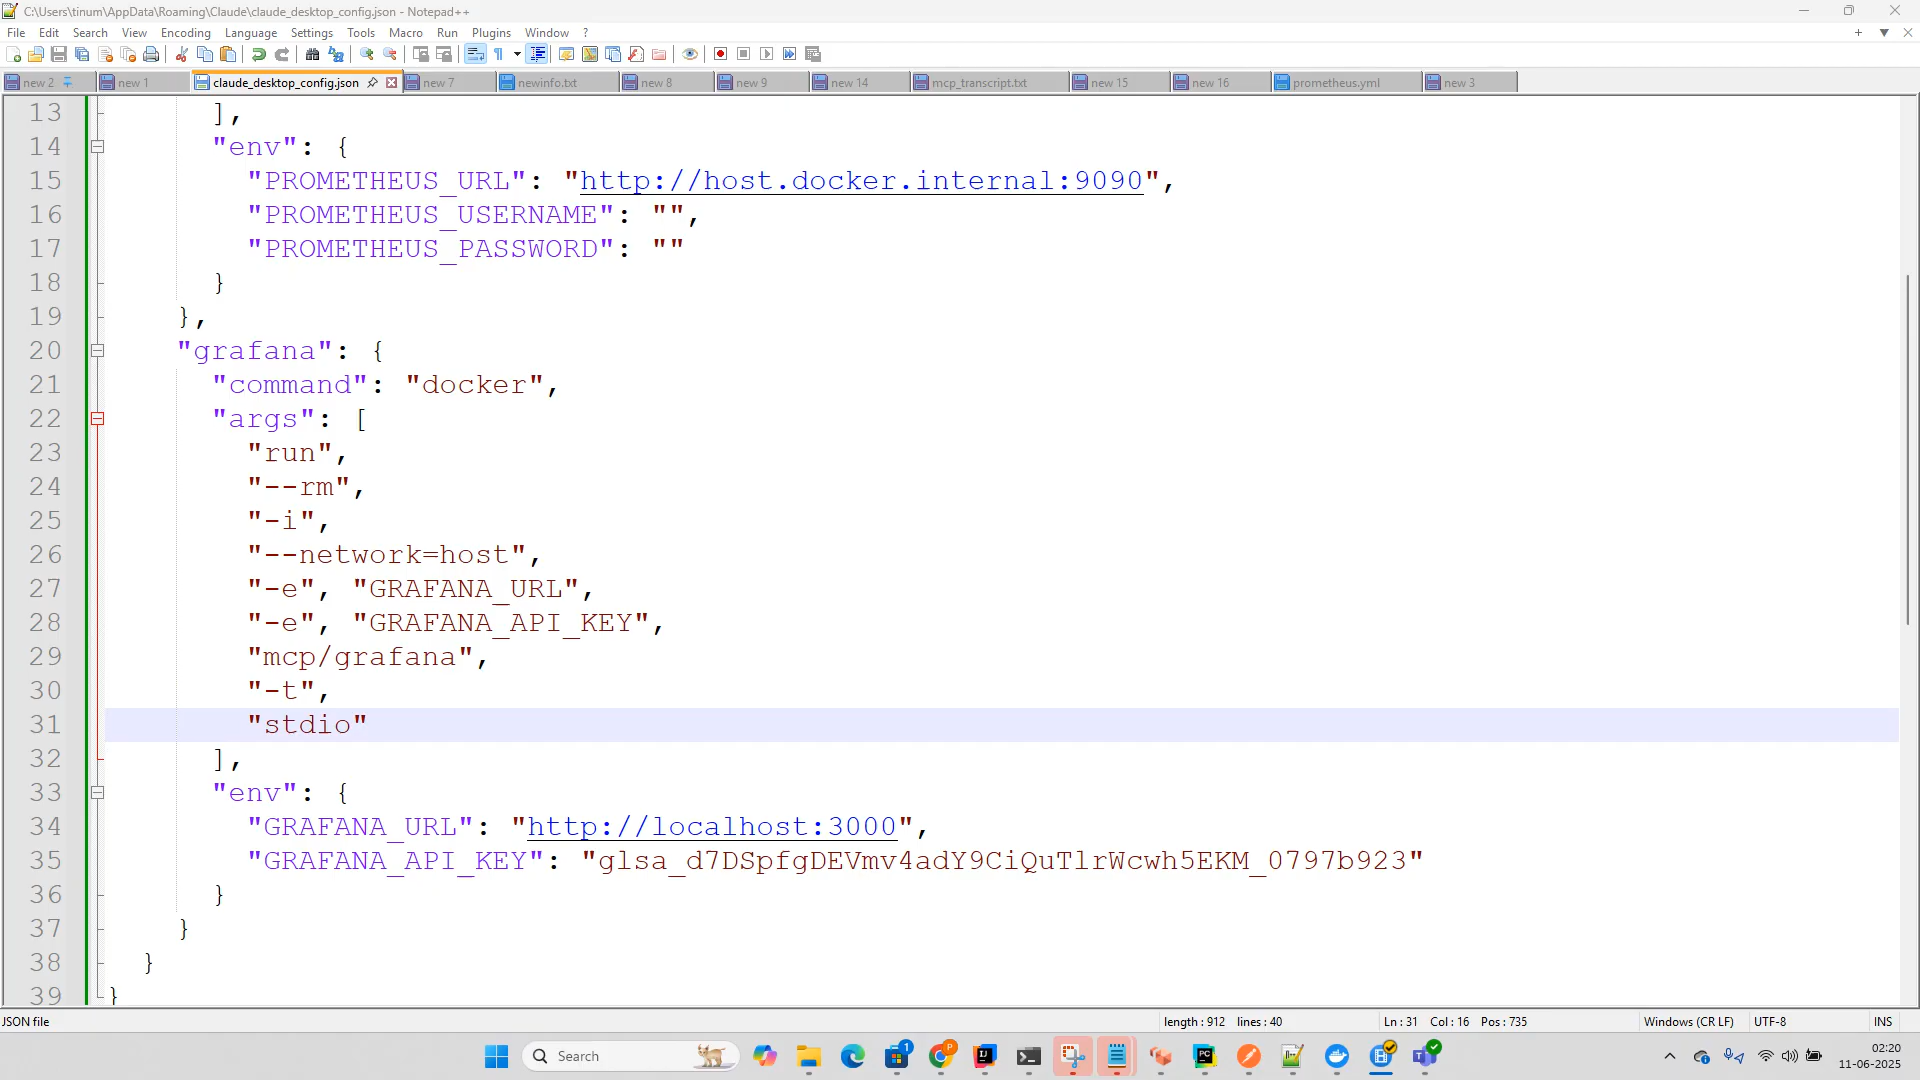 C:\Users\tinum\AppData\Roaming\Claude\claude_desktop_config.json - Notepad++
File Edit Search View Encoding Language Settings Tools Macro Run Plugins Window ?
new 2 new 1 claude_desktop_config.json new 7 newinfo.txt new 8 new 9 new 14 mcp_transcript.txt new 15 new 16 prometheus.yml new 3
13 ],
14 "env": {
15 "PROMETHEUS_URL": "http://host.docker.internal:9090",
16 "PROMETHEUS_USERNAME": "",
17 "PROMETHEUS_PASSWORD": ""
18 }
19 },
20 "grafana": {
21 "command": "docker",
22 "args": [
23 "run",
24 "--rm",
25 "-i",
26 "--network=host",
27 "-e", "GRAFANA_URL",
28 "-e", "GRAFANA_API_KEY",
29 "mcp/grafana",
30 "-t",
31 "stdio"
32 ],
33 "env": {
34 "GRAFANA_URL": "http://localhost:3000",
35 "GRAFANA_API_KEY": "glsa_d7DSpfgDEVmv4adY9CiQuTlrWcwh5EKM_0797b923"
36 }
37 }
38 }
39 }
JSON file length : 912 lines : 40 Ln : 31 Col : 16 Pos : 735 Windows (CR LF) UTF-8 INS
Search 02:20
11-06-2025